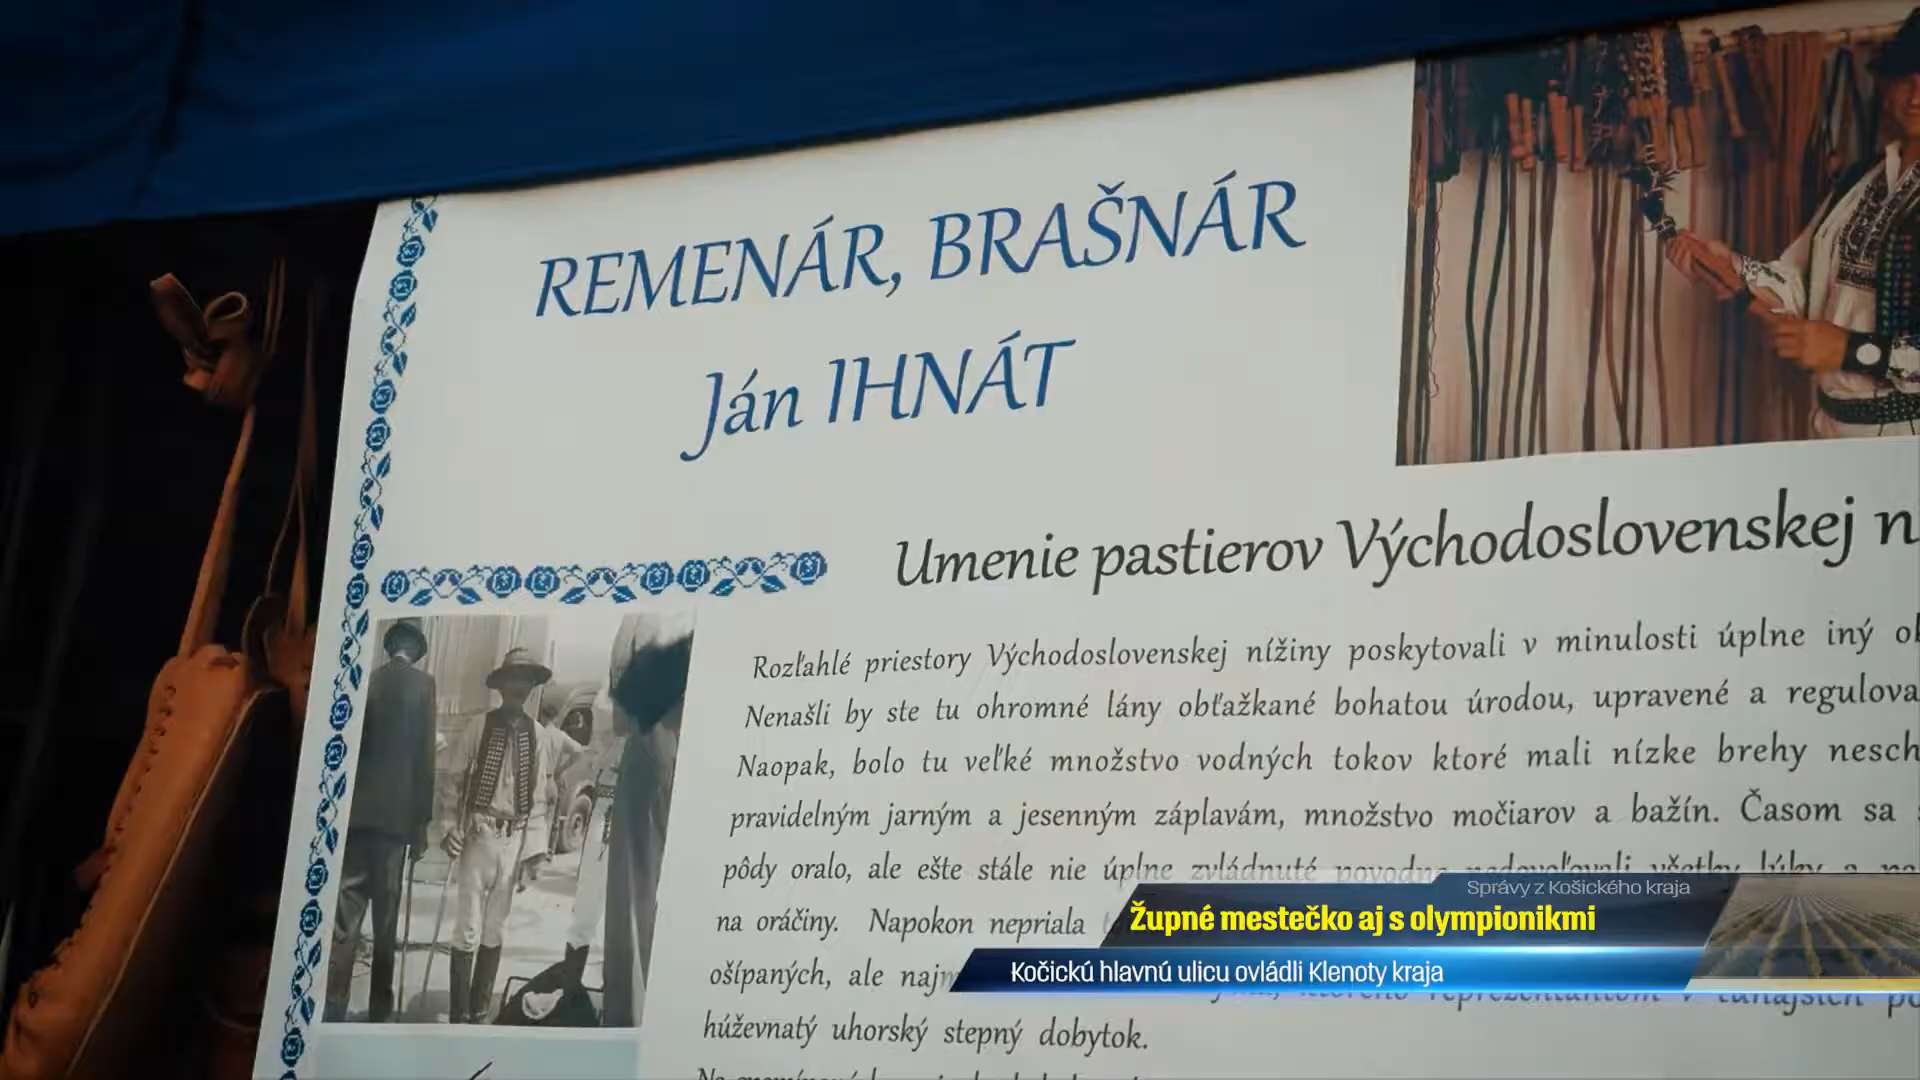 REMENÁR, BRAŠNÁR
Ján IHNÁT
Umenie pastierov Východoslovenskej
Rozľahlé priestory Východoslovenskej nížiny poskytovali v minulosti úplne iný
Nenašli by ste tu ohromné lány obťažkané bohatou úrodou, upravené a
Naopak, bolo tu veľké množstvo vodných tokov ktoré mali nízke brehy
pravidelným jarným a jesenným záplavám, množstvo močiarov a bažín. Časom sa
pôdy oralo, ale ešte stále nie úplne zvládnuté
na oráčiny. Napokon nepriala
ošípaných, ale
húževnatý uhorský stepný dobytok.
Správy z Košického kraja
Župné mestečko aj s olympionikmi
Kočickú hlavnú ulicu ovládli Klenoty kraja